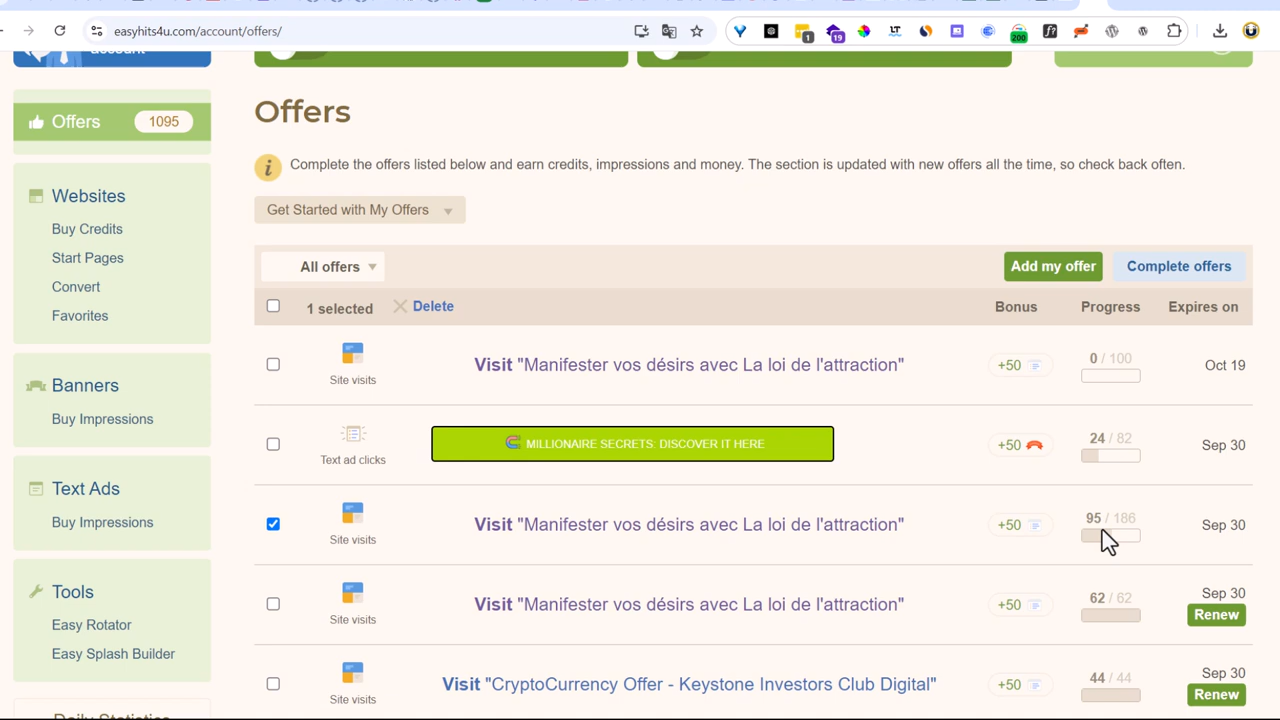 easyhits4u.com/account/offers/
1
19
200
account
Offers 1095
Websites
Buy Credits
Start Pages
Convert
Favorites
Banners
Buy Impressions
Text Ads
Buy Impressions
Tools
Easy Rotator
Easy Splash Builder
Daily Statistics
Offers
Complete the offers listed below and earn credits, impressions and money. The section is updated with new offers all the time, so check back often.
Get Started with My Offers
All offers
Add my offer
Complete offers
1 selected
Delete
Bonus
Progress
Expires on
Site visits
Visit "Manifester vos désirs avec La loi de l'attraction"
+50
0 / 100
Oct 19
Text ad clicks
MILLIONAIRE SECRETS: DISCOVER IT HERE
+50
24 / 82
Sep 30
Site visits
Visit "Manifester vos désirs avec La loi de l'attraction"
+50
95 / 186
Sep 30
Site visits
Visit "Manifester vos désirs avec La loi de l'attraction"
+50
62 / 62
Sep 30
Renew
Site visits
Visit "CryptoCurrency Offer - Keystone Investors Club Digital"
+50
44 / 44
Sep 30
Renew